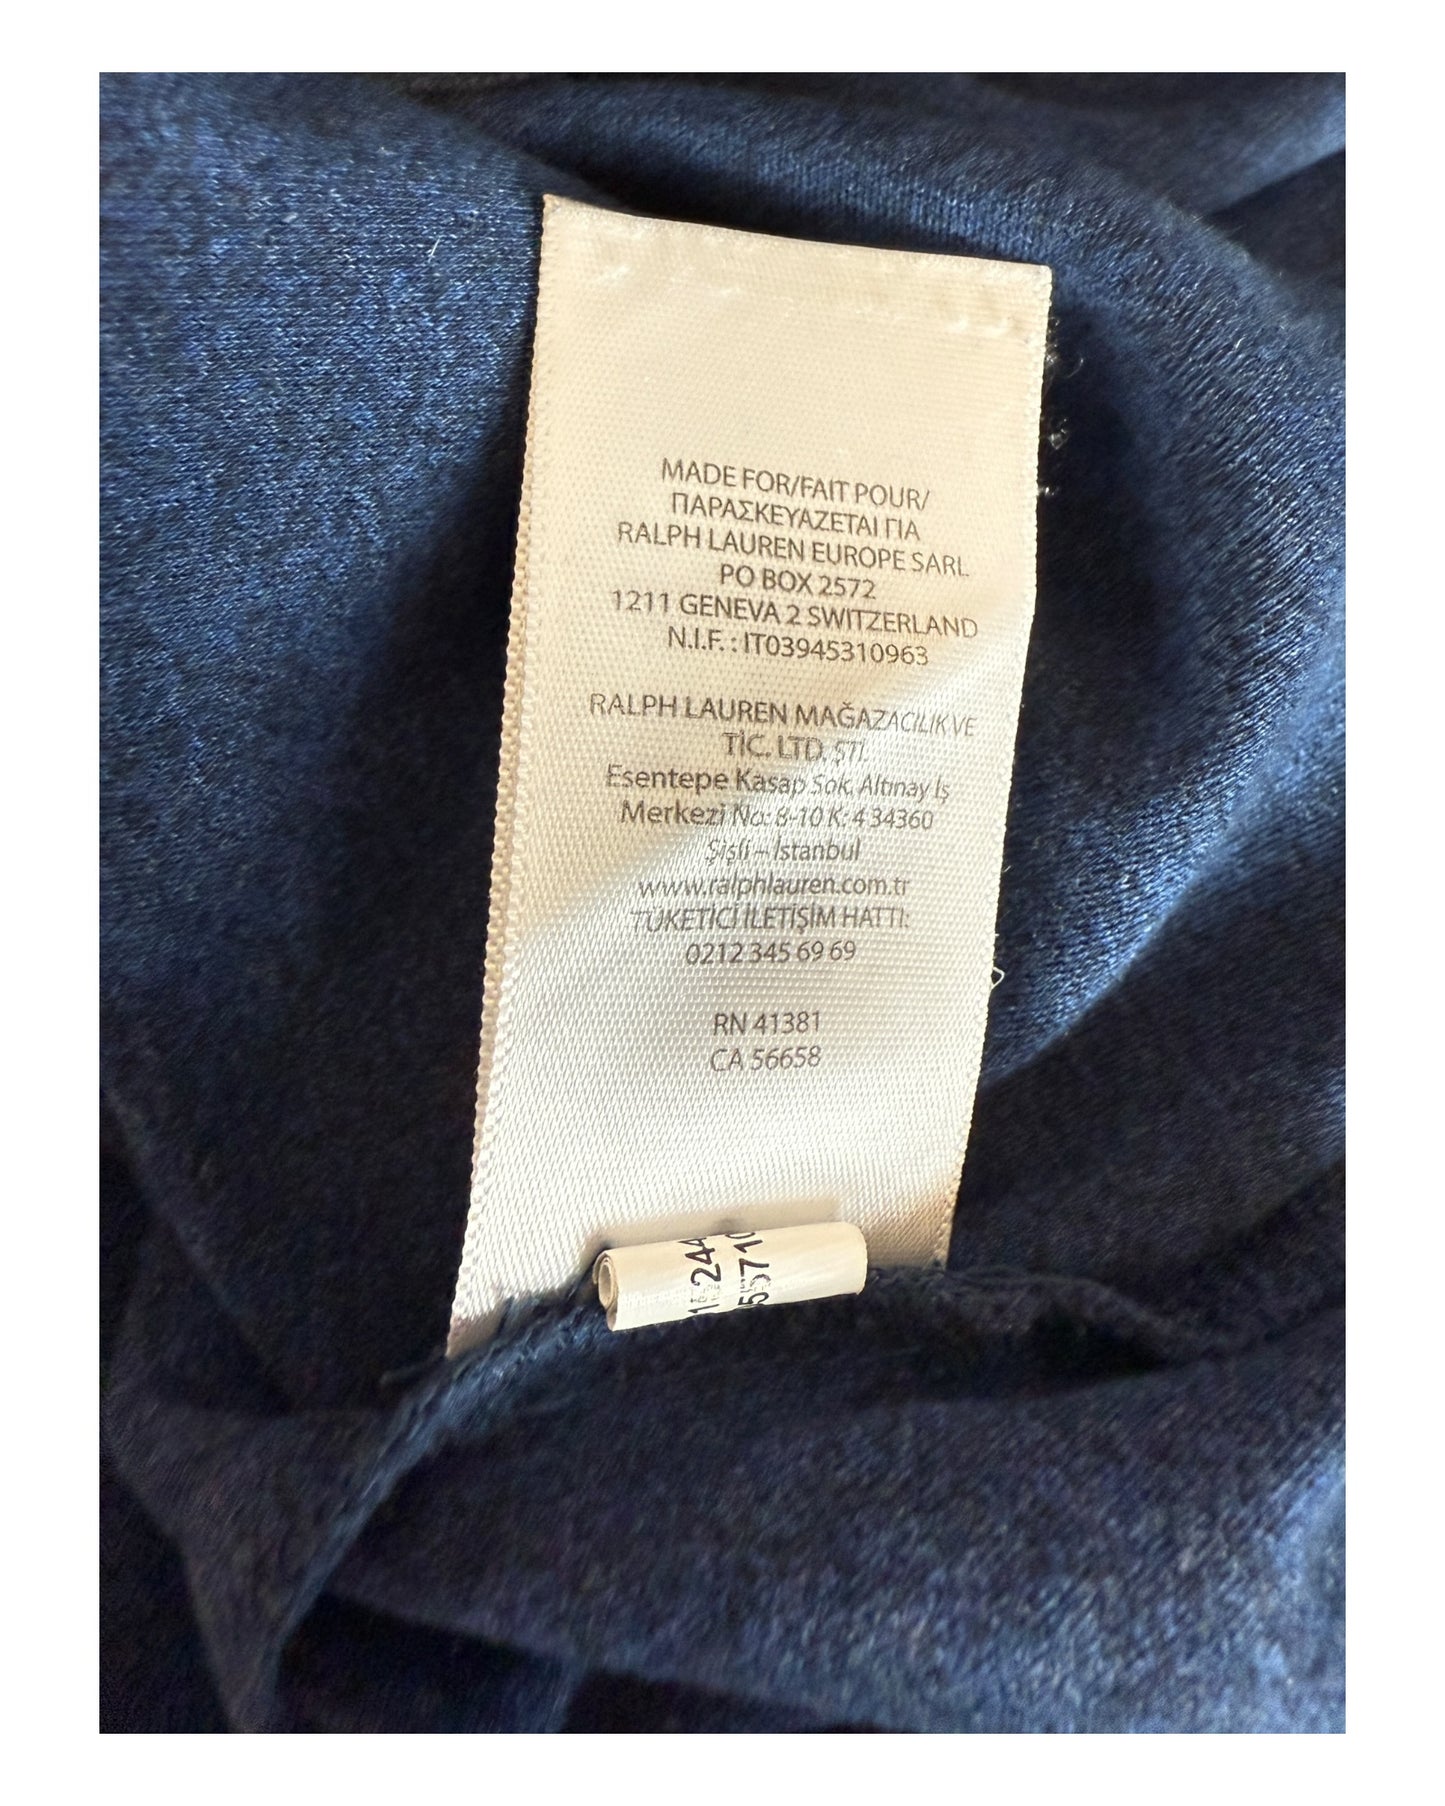 MADE FOR/FAIT POUR/
ΠΑΡΑΣΚΕΥΑΖΕΤΑΙ ΓΙΑ
RALPH LAUREN EUROPE SARL
PO BOX 2572
1211 GENEVA 2 SWITZERLAND
N.I.F. : IT03945310963
RALPH LAUREN MAĞAZACILIK VE
TİC. LTD. ŞTİ.
Esentepe Kasap Sok. Altınay İş
Merkezi No: 8-10 K: 4 34360
Şişli – İstanbul
www.ralphlauren.com.tr
TÜKETİCİ İLETİŞİM HATTI:
0212 345 69 69
RN 41381
CA 56658